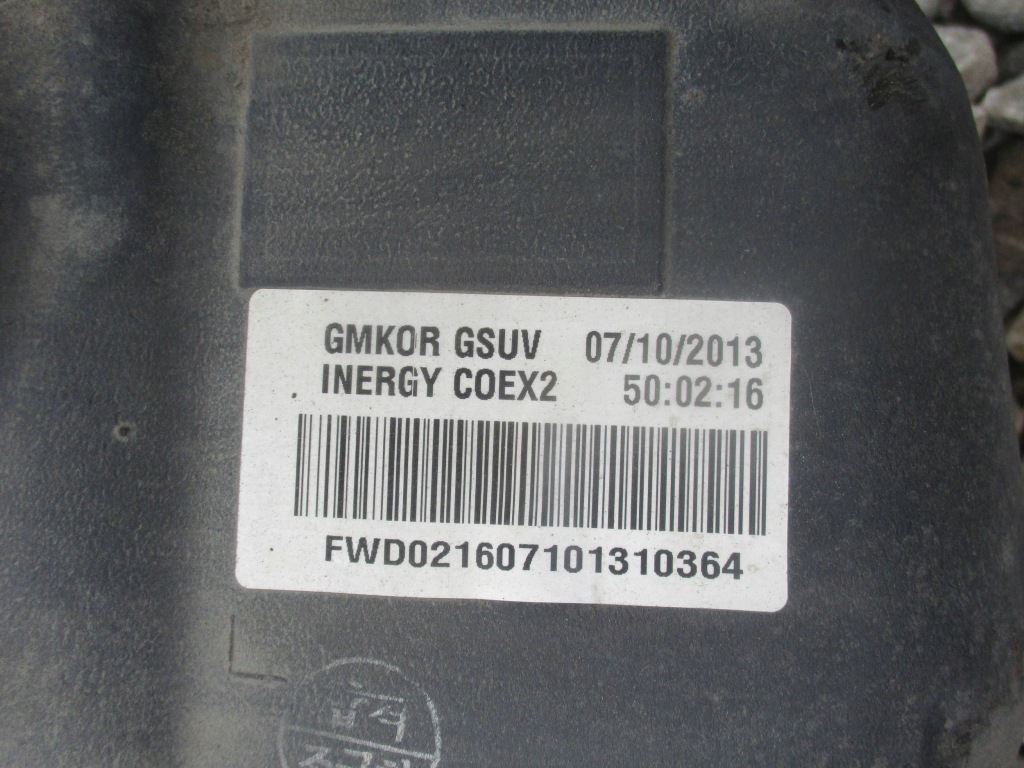 GMKOR GSUV 07/10/2013
INERGY COEX2 50:02:16
FWD021607101310364